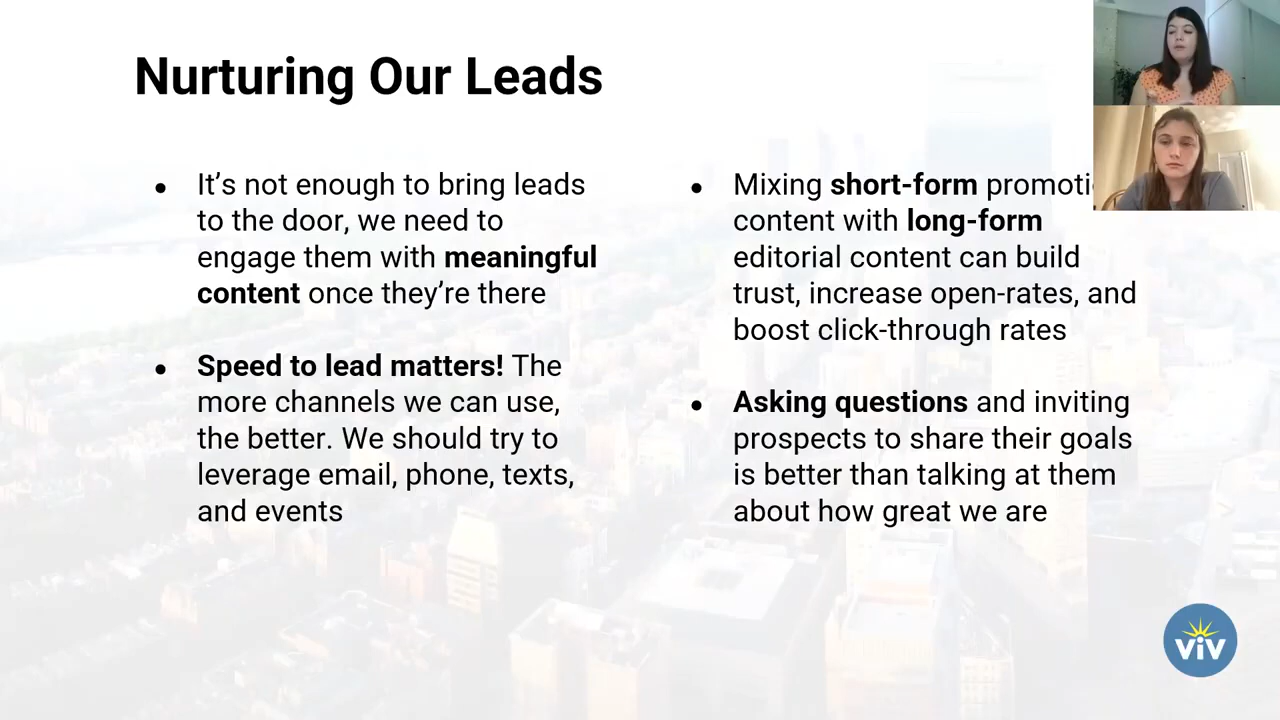 Nurturing Our Leads
● It’s not enough to bring leads
to the door, we need to
engage them with meaningful
content once they’re there
● Speed to lead matters! The
more channels we can use,
the better. We should try to
leverage email, phone, texts,
and events
● Mixing short-form
content with long-form
editorial content can build
trust, increase open-rates, and
boost click-through rates
● Asking questions and inviting
prospects to share their goals
is better than talking at them
about how great we are
viv